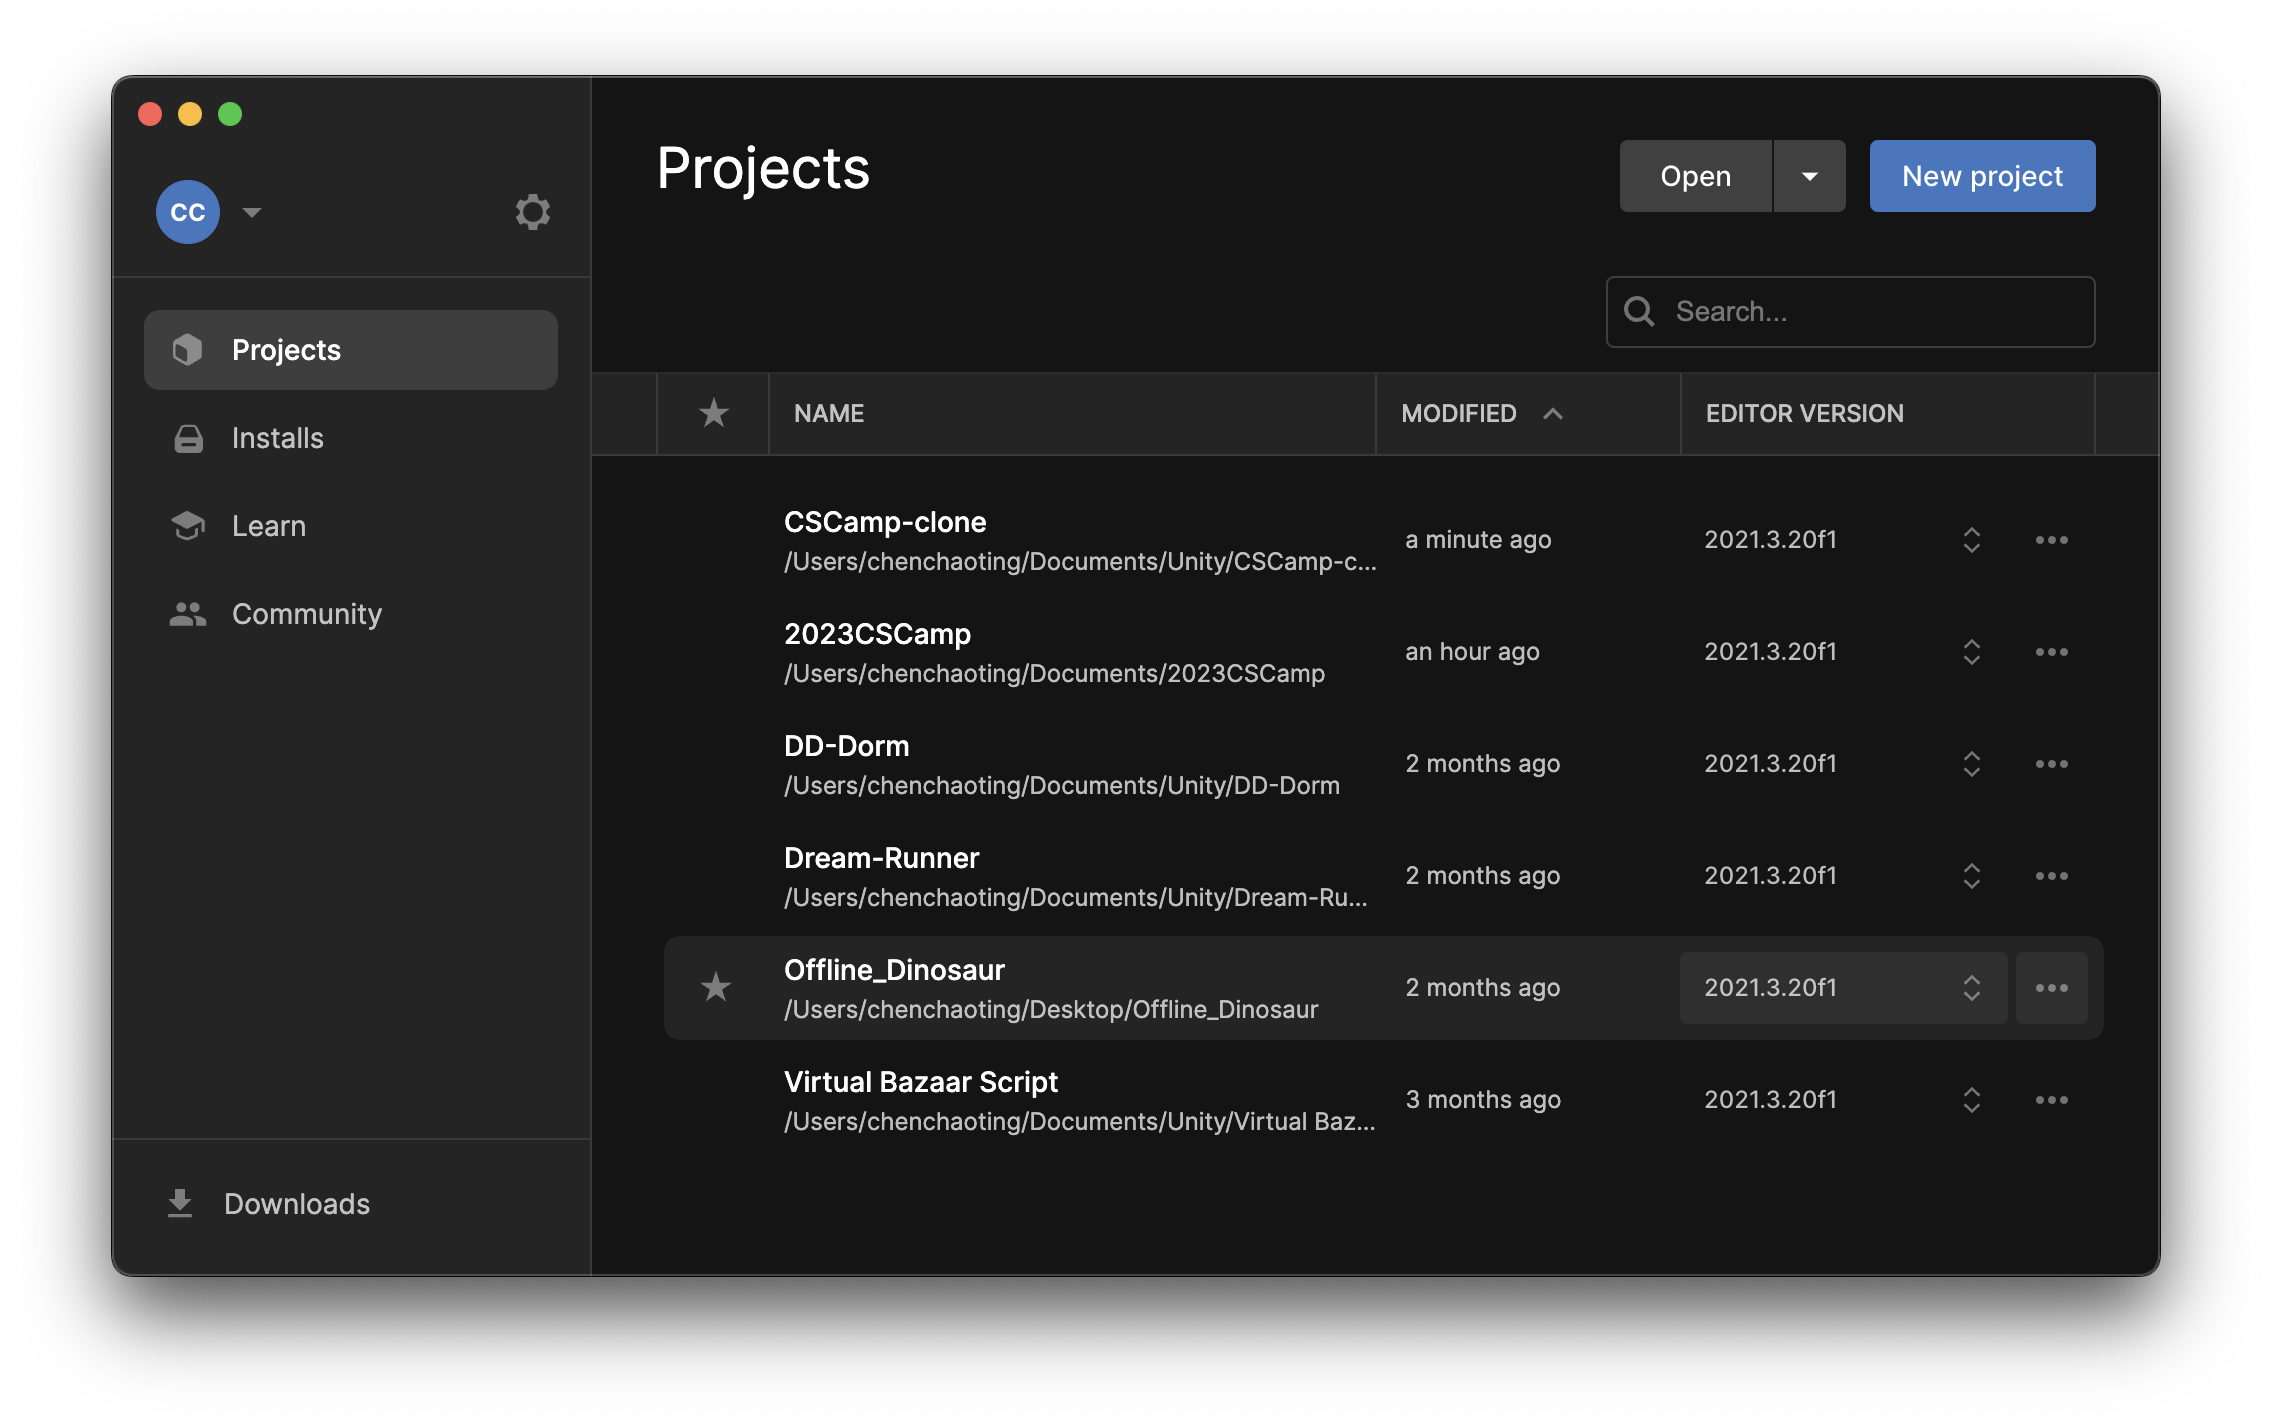 CC
Projects
Installs
Learn
Community
Downloads
Projects
Open
New project
Search...
NAME
MODIFIED
EDITOR VERSION
CSCamp-clone
/Users/chenchaoting/Documents/Unity/CSCamp-c...
a minute ago
2021.3.20f1
2023CSCamp
/Users/chenchaoting/Documents/2023CSCamp
an hour ago
2021.3.20f1
DD-Dorm
/Users/chenchaoting/Documents/Unity/DD-Dorm
2 months ago
2021.3.20f1
Dream-Runner
/Users/chenchaoting/Documents/Unity/Dream-Ru...
2 months ago
2021.3.20f1
Offline_Dinosaur
/Users/chenchaoting/Desktop/Offline_Dinosaur
2 months ago
2021.3.20f1
Virtual Bazaar Script
/Users/chenchaoting/Documents/Unity/Virtual Baz...
3 months ago
2021.3.20f1